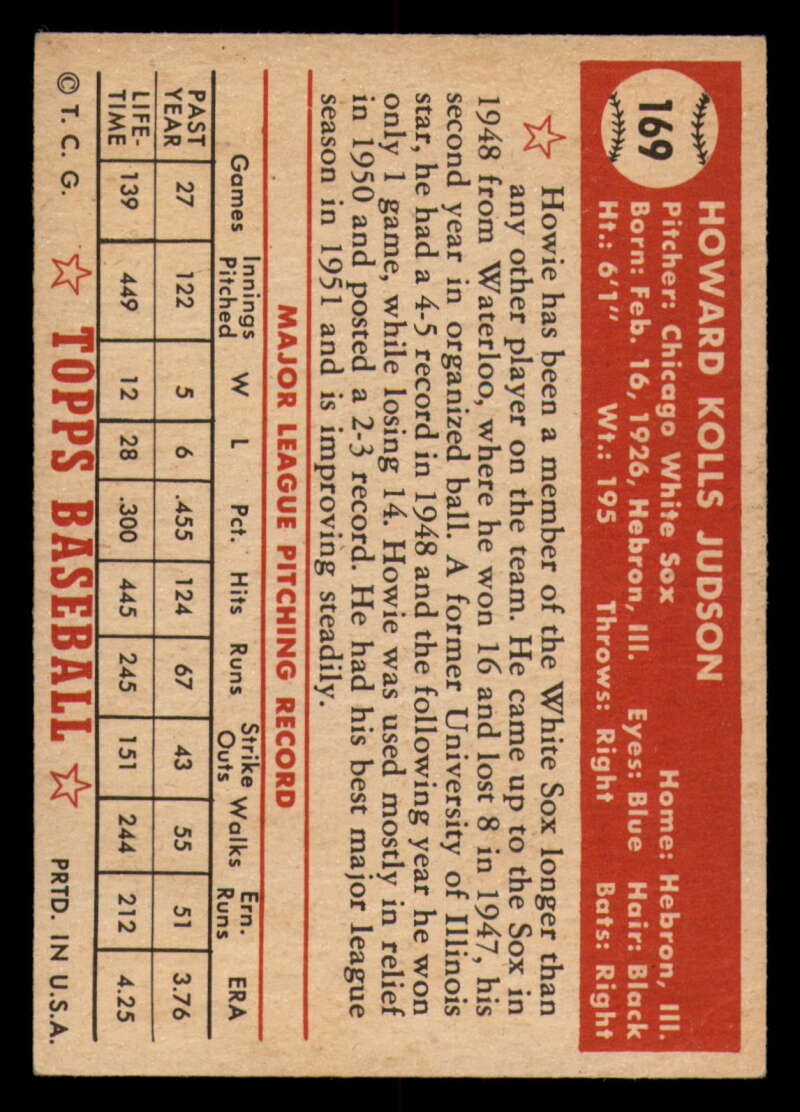 169
HOWARD KOLLS JUDSON
Pitcher: Chicago White Sox Home: Hebron, Ill.
Born: Feb. 16, 1926, Hebron, Ill. Eyes: Blue Hair: Black
Ht.: 6'1" Wt.: 195 Throws: Right Bats: Right
Howie has been a member of the White Sox longer than
any other player on the team. He came up to the Sox in
1948 from Waterloo, where he won 16 and lost 8 in 1947, his
second year in organized ball. A former University of Illinois
star, he had a 4-5 record in 1948 and the following year he won
only 1 game, while losing 14. Howie was used mostly in relief
in 1950 and posted a 2-3 record. He had his best major league
season in 1951 and is improving steadily.
MAJOR LEAGUE PITCHING RECORD
Games Innings Pitched W L Pct. Hits Runs Strike Outs Walks Ern. Runs ERA
PAST YEAR 27 122 5 6 .455 124 67 43 55 51 3.76
LIFE-TIME 139 449 12 28 .300 445 245 151 244 212 4.25
© T. C. G. TOPPS BASEBALL PRTD. IN U.S.A.